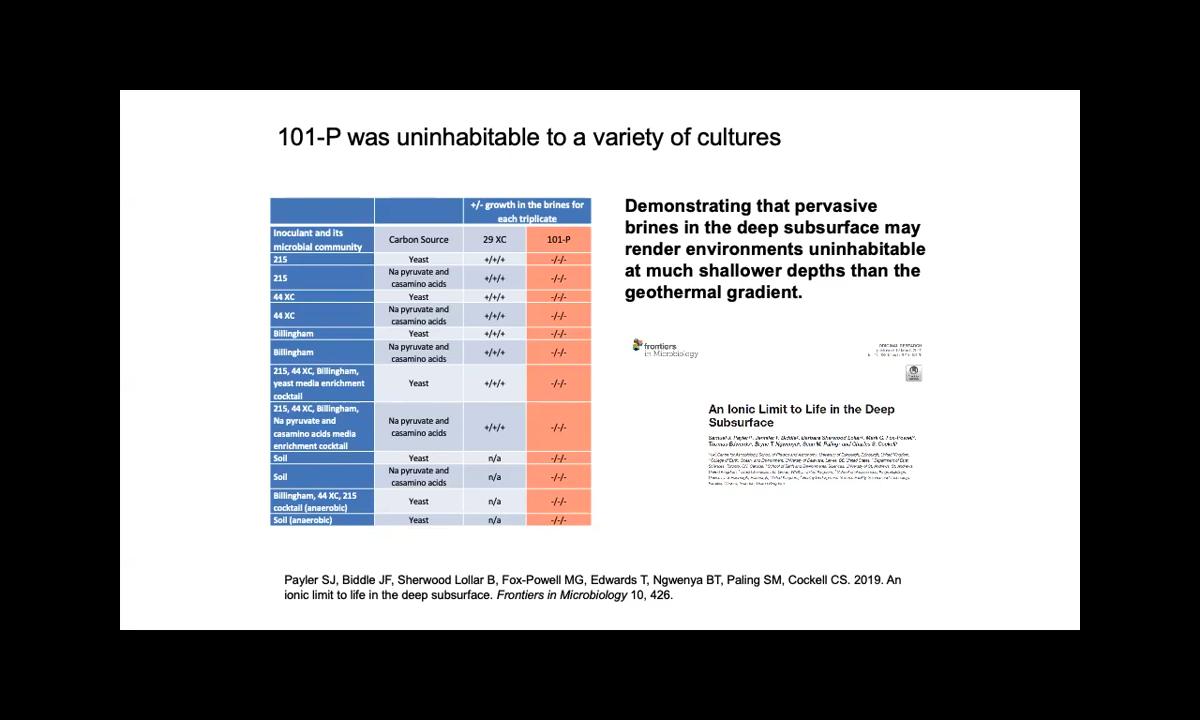 101-P was uninhabitable to a variety of cultures
+/- growth in the brines for
each triplicate
Inoculant and its
microbial community
Carbon Source
29 XC
101-P
215
Yeast
+/+/+
-/-/-
215
Na pyruvate and
casamino acids
+/+/+
-/-/-
44 XC
Yeast
+/+/+
-/-/-
44 XC
Na pyruvate and
casamino acids
+/+/+
-/-/-
Billingham
Yeast
+/+/+
-/-/-
Billingham
Na pyruvate and
casamino acids
+/+/+
-/-/-
215, 44 XC, Billingham,
yeast media enrichment
cocktail
Yeast
+/+/+
-/-/-
215, 44 XC, Billingham,
Na pyruvate and
casamino acids media
enrichment cocktail
Na pyruvate and
casamino acids
+/+/+
-/-/-
Soil
Yeast
n/a
-/-/-
Soil
Na pyruvate and
casamino acids
n/a
-/-/-
Billingham, 44 XC, 215
cocktail (anaerobic)
Yeast
n/a
-/-/-
Soil (anaerobic)
Yeast
n/a
-/-/-
Demonstrating that pervasive
brines in the deep subsurface may
render environments uninhabitable
at much shallower depths than the
geothermal gradient.
frontiers
in Microbiology
ORIGINAL RESEARCH
An Ionic Limit to Life in the Deep
Subsurface
Payler SJ, Biddle JF, Sherwood Lollar B, Fox-Powell MG, Edwards T, Ngwenya BT, Paling SM, Cockell CS. 2019. An
ionic limit to life in the deep subsurface. Frontiers in Microbiology 10, 426.